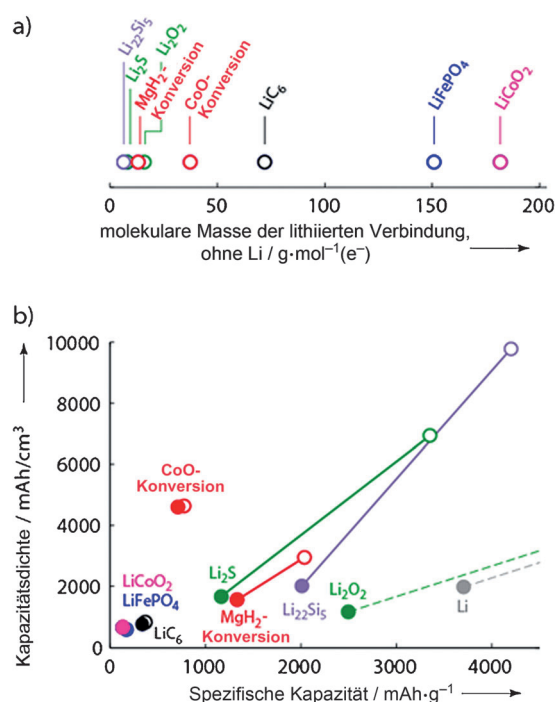 a)
Li₂₂Si₅
Li₂S
MgH₂-
Konversion
Li₂O₂
CoO-
Konversion
LiC₆
LiFePO₄
LiCoO₂
0 50 100 150 200
molekulare Masse der lithiierten Verbindung,
ohne Li / g·mol⁻¹(e⁻)
b)
Kapazitätsdichte / mAh/cm³
10000
8000
6000
4000
2000
0
CoO-
Konversion
LiCoO₂
LiFePO₄
LiC₆
Li₂S
MgH₂-
Konversion
Li₂₂Si₅
Li₂O₂
Li
0 1000 2000 3000 4000
Spezifische Kapazität / mAh·g⁻¹